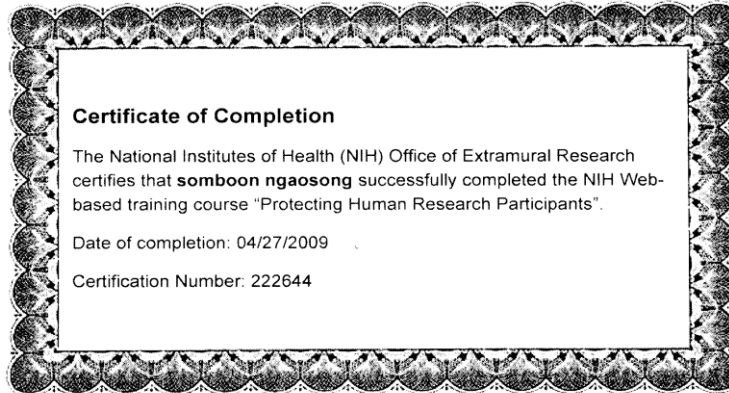 Certificate of Completion
The National Institutes of Health (NIH) Office of Extramural Research
certifies that somboon ngaosong successfully completed the NIH Web-
based training course “Protecting Human Research Participants”.
Date of completion: 04/27/2009
Certification Number: 222644